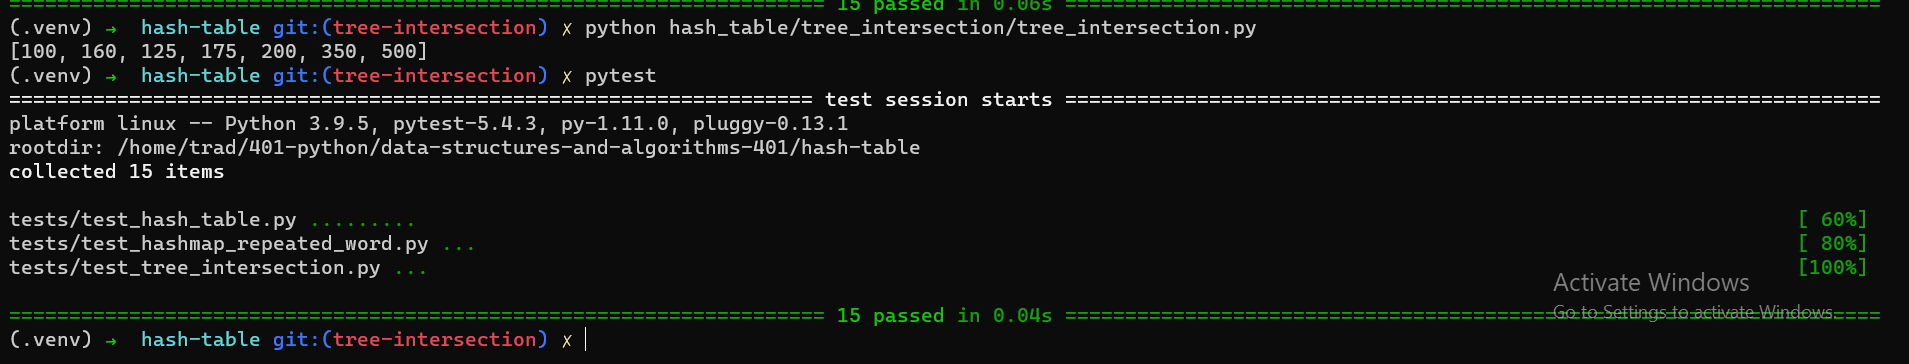 ============================== 15 passed in 0.06s ==============================
(.venv) → hash-table git:(tree-intersection) ✗ python hash_table/tree_intersection/tree_intersection.py
[100, 160, 125, 175, 200, 350, 500]
(.venv) → hash-table git:(tree-intersection) ✗ pytest
============================== test session starts ==============================
platform linux -- Python 3.9.5, pytest-5.4.3, py-1.11.0, pluggy-0.13.1
rootdir: /home/trad/401-python/data-structures-and-algorithms-401/hash-table
collected 15 items
tests/test_hash_table.py ......... [ 60%]
tests/test_hashmap_repeated_word.py ... [ 80%]
tests/test_tree_intersection.py ... [100%]
Activate Windows
Go to Settings to activate Windows.
============================== 15 passed in 0.04s ==============================
(.venv) → hash-table git:(tree-intersection) ✗